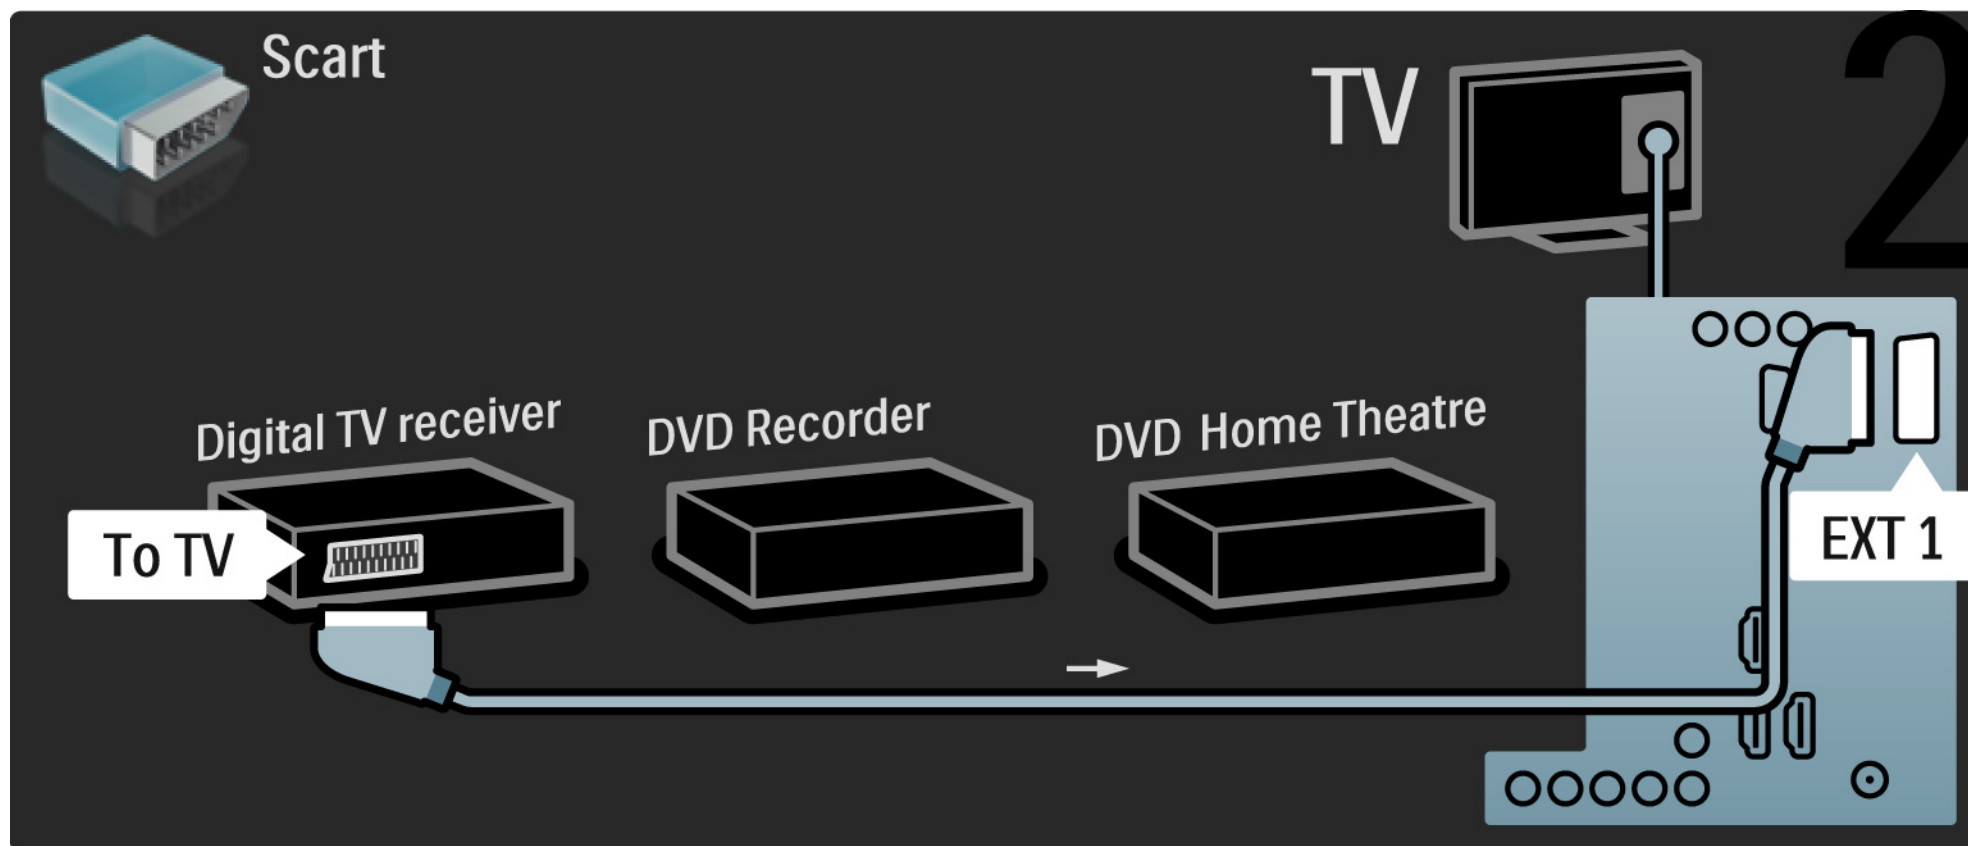 Scart
TV
2
Digital TV receiver
DVD Recorder
DVD Home Theatre
To TV
EXT 1